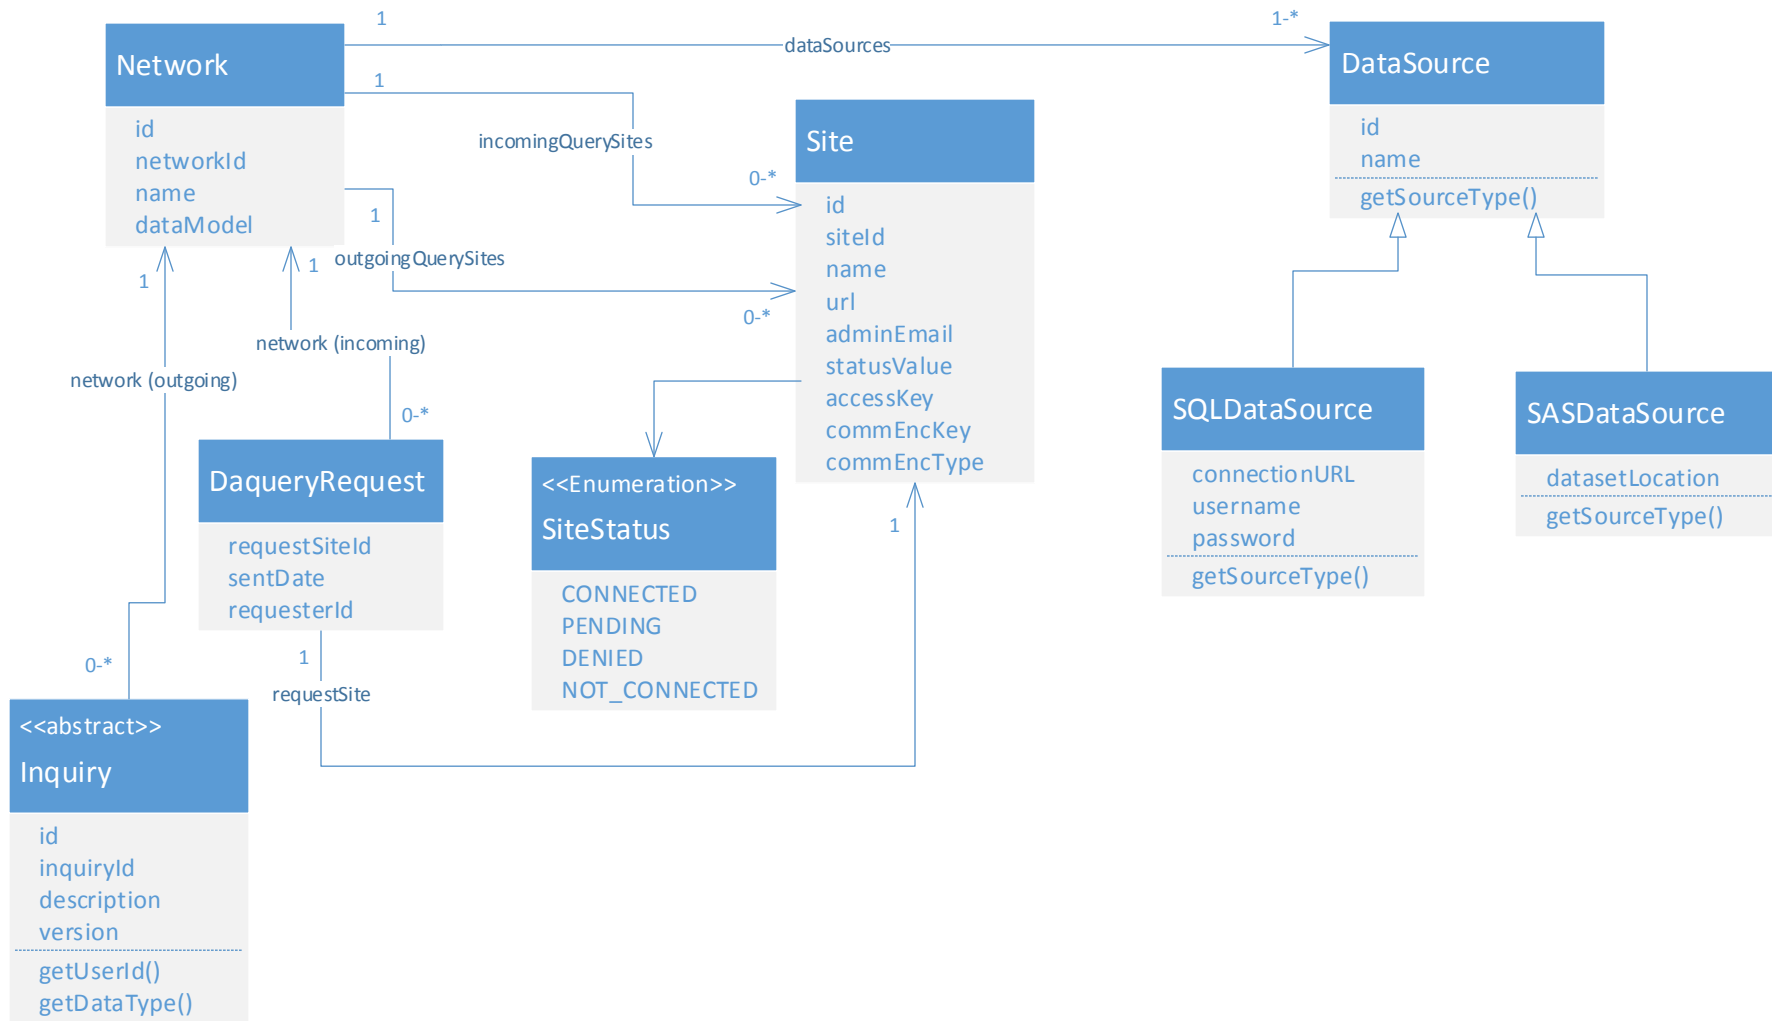 1
1-*
dataSources
Network
id
networkId
name
dataModel
1
incomingQuerySites
0-*
1
outgoingQuerySites
0-*
Site
id
siteId
name
url
adminEmail
statusValue
accessKey
commEncKey
commEncType
DataSource
id
name
getSourceType()
1
network (outgoing)
0-*
1
network (incoming)
0-*
DaqueryRequest
requestSiteId
sentDate
requesterId
1
requestSite
1
<<Enumeration>>
SiteStatus
CONNECTED
PENDING
DENIED
NOT_CONNECTED
SQLDataSource
connectionURL
username
password
getSourceType()
SASDataSource
datasetLocation
getSourceType()
<<abstract>>
Inquiry
id
inquiryId
description
version
getUserId()
getDataType()